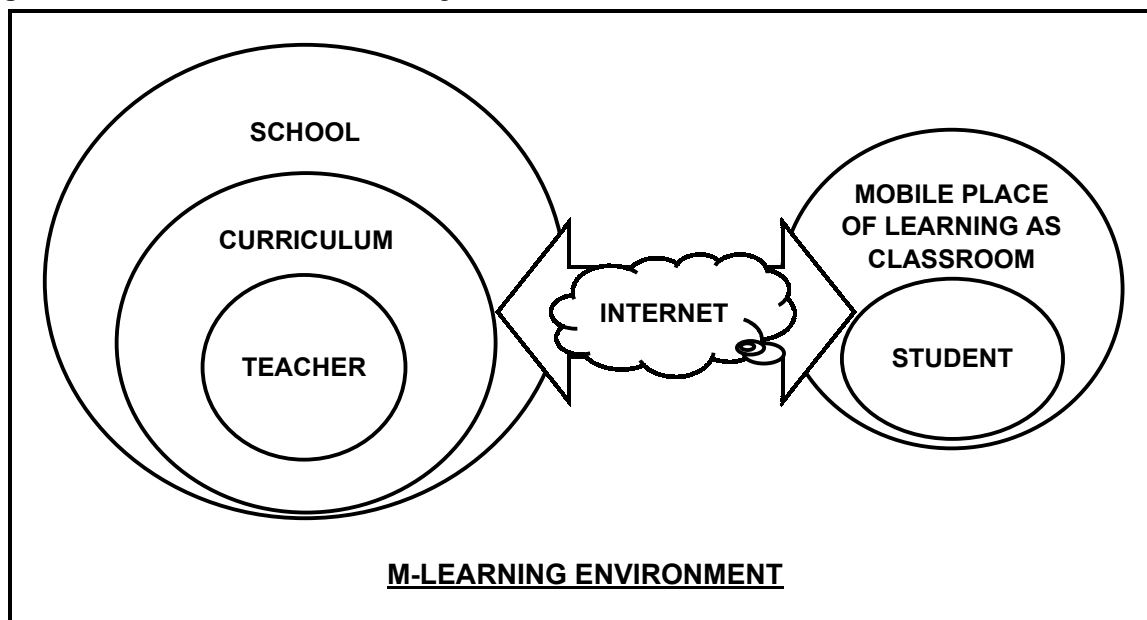 SCHOOL
CURRICULUM
TEACHER
INTERNET
MOBILE PLACE
OF LEARNING AS
CLASSROOM
STUDENT
M-LEARNING ENVIRONMENT